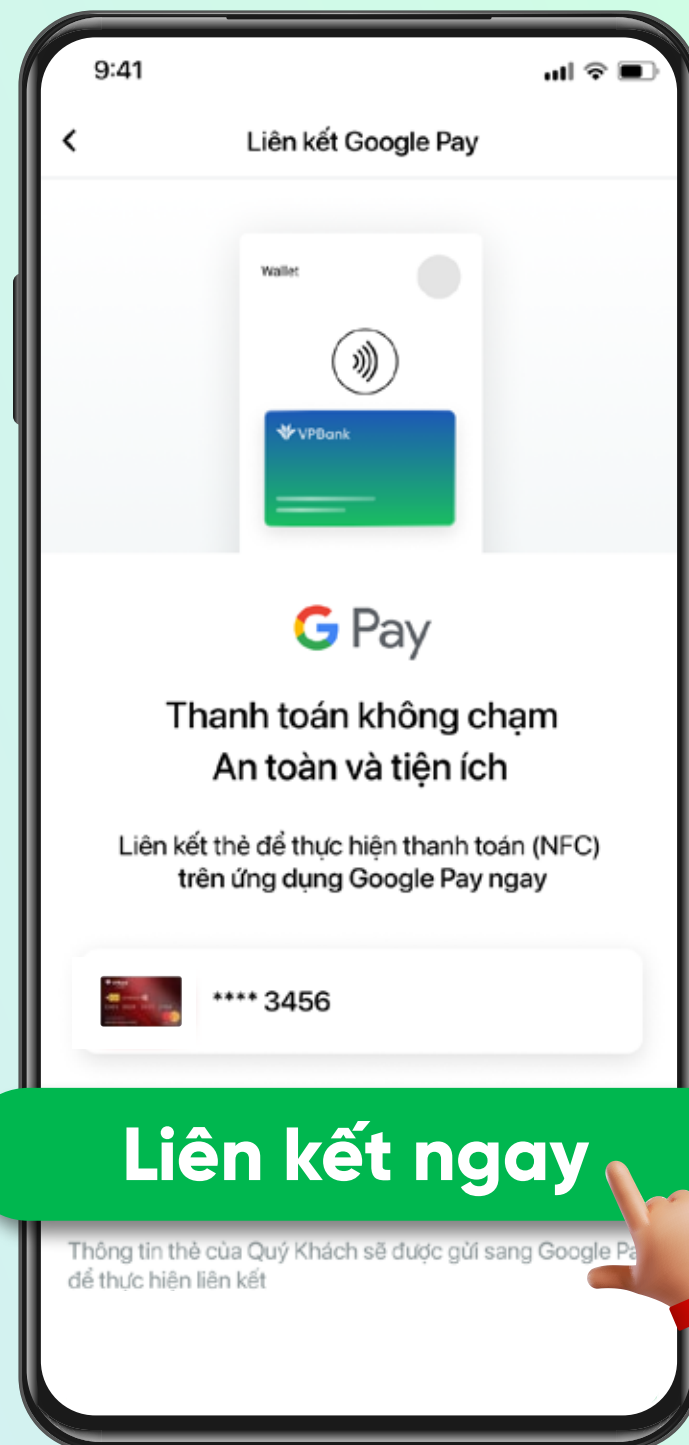 9:41
Liên kết Google Pay
Wallet
VPBank
G Pay
Thanh toán không chạm
An toàn và tiện ích
Liên kết thẻ để thực hiện thanh toán (NFC)
trên ứng dụng Google Pay ngay
**** 3456
Liên kết ngay
Thông tin thẻ của Quý Khách sẽ được gửi sang Google Pa
để thực hiện liên kết